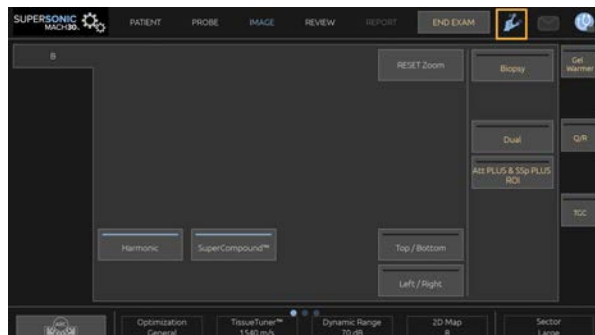 SUPERSONIC
MACH30.
PATIENT
PROBE
IMAGE
REVIEW
REPORT
END EXAM
B
RESET Zoom
Biopsy
Gel
Warmer
Dual
Q/R
Att PLUS & SSp PLUS
ROI
TGC
Harmonic
SuperCompound™
Top / Bottom
Left / Right
AEC
Optimization
General
TissueTuner™
1540 m/s
Dynamic Range
70 dB
2D Map
8
Sector
Large